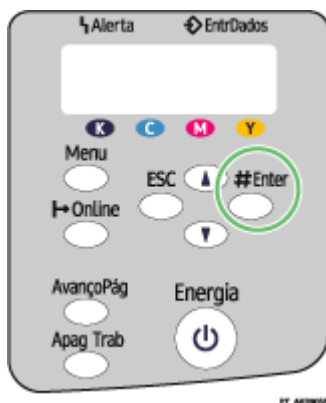 Alerta EntrDados
K C M Y
Menu
ESC #Enter
Online
AvançoPág Energia
Apag Trab